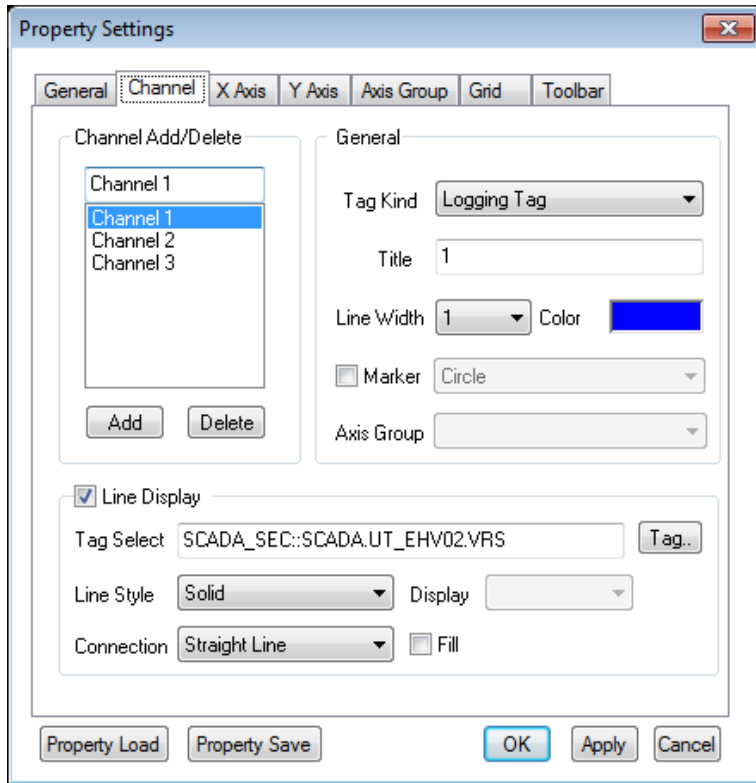 Property Settings
General Channel X Axis Y Axis Axis Group Grid Toolbar
Channel Add/Delete
Channel 1
Channel 1
Channel 2
Channel 3
Add Delete
General
Tag Kind Logging Tag
Title 1
Line Width 1 Color
Marker Circle
Axis Group
Line Display
Tag Select SCADA_SEC::SCADA.UT_EHV02.VRS Tag..
Line Style Solid Display
Connection Straight Line Fill
Property Load Property Save OK Apply Cancel